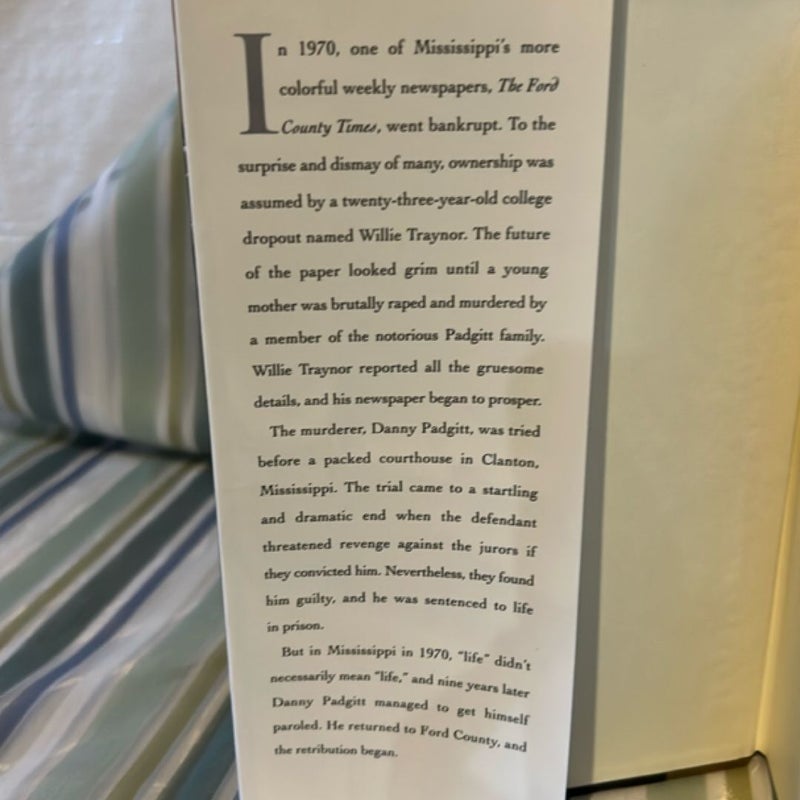 In 1970, one of Mississippi's more
colorful weekly newspapers, The Ford
County Times, went bankrupt. To the
surprise and dismay of many, ownership was
assumed by a twenty-three-year-old college
dropout named Willie Traynor. The future
of the paper looked grim until a young
mother was brutally raped and murdered by
a member of the notorious Padgitt family.
Willie Traynor reported all the gruesome
details, and his newspaper began to prosper.
The murderer, Danny Padgitt, was tried
before a packed courthouse in Clanton,
Mississippi. The trial came to a startling
and dramatic end when the defendant
threatened revenge against the jurors if
they convicted him. Nevertheless, they found
him guilty, and he was sentenced to life
in prison.
But in Mississippi in 1970, "life" didn't
necessarily mean "life," and nine years later
Danny Padgitt managed to get himself
paroled. He returned to Ford County, and
the retribution began.